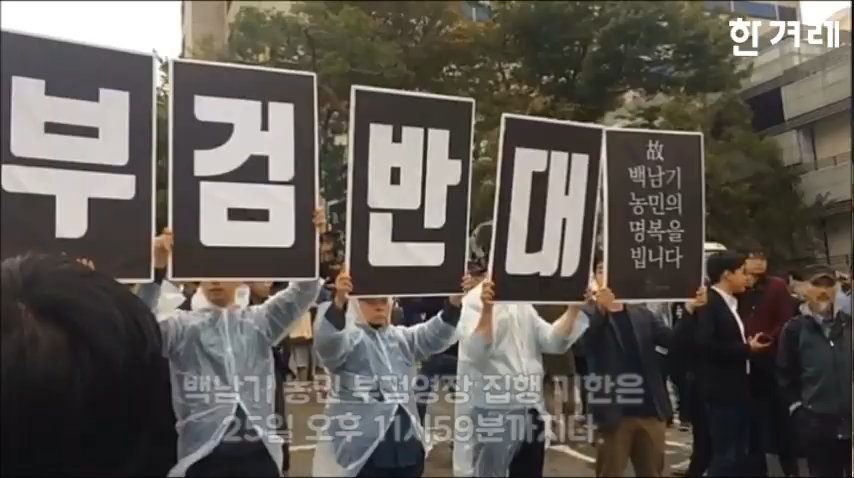 한겨레
부검반대
故
백남기
농민의
명복을
빕니다
백남기 농민 부검영장 집행 기한은
25일 오후 11시59분까지다.